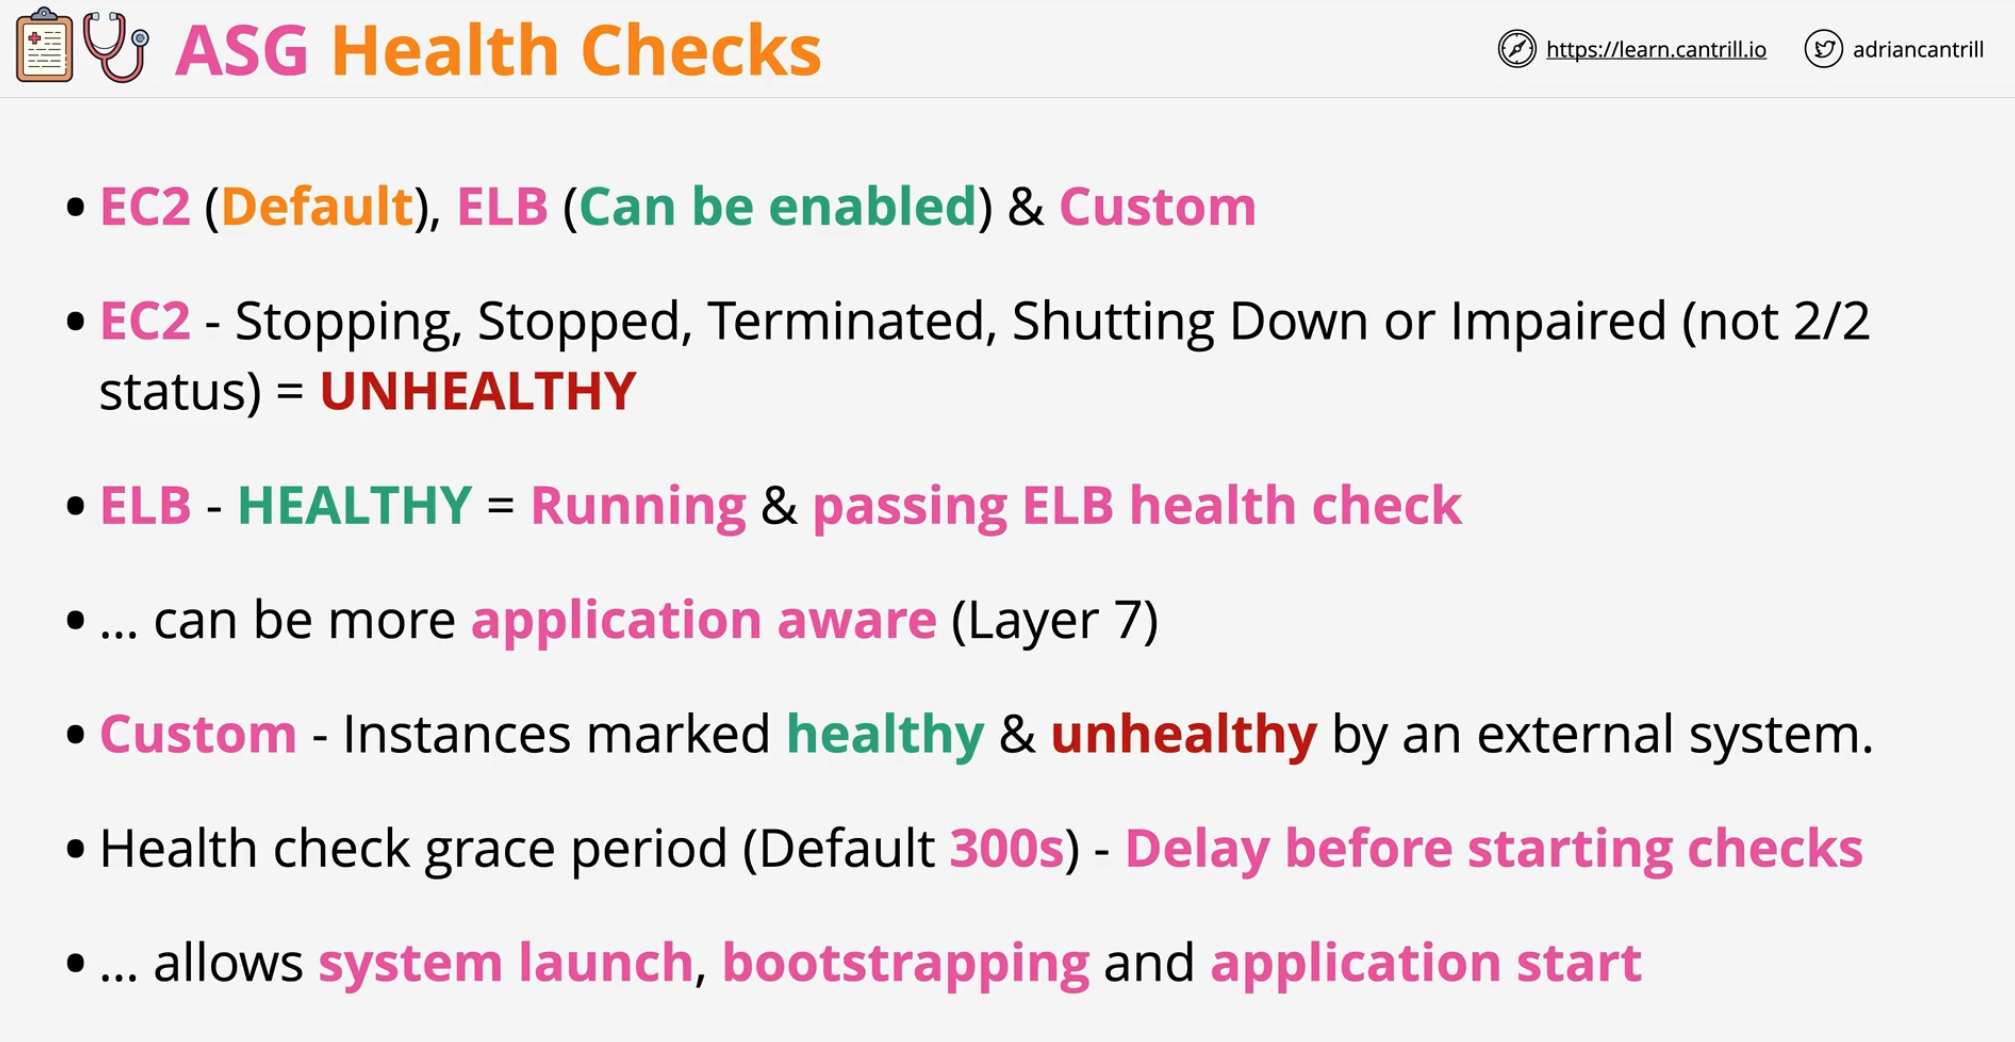 ASG Health Checks
https://learn.cantrill.io
adriancantrill
• EC2 (Default), ELB (Can be enabled) & Custom
• EC2 - Stopping, Stopped, Terminated, Shutting Down or Impaired (not 2/2
status) = UNHEALTHY
• ELB - HEALTHY = Running & passing ELB health check
• ... can be more application aware (Layer 7)
• Custom - Instances marked healthy & unhealthy by an external system.
• Health check grace period (Default 300s) - Delay before starting checks
• ... allows system launch, bootstrapping and application start